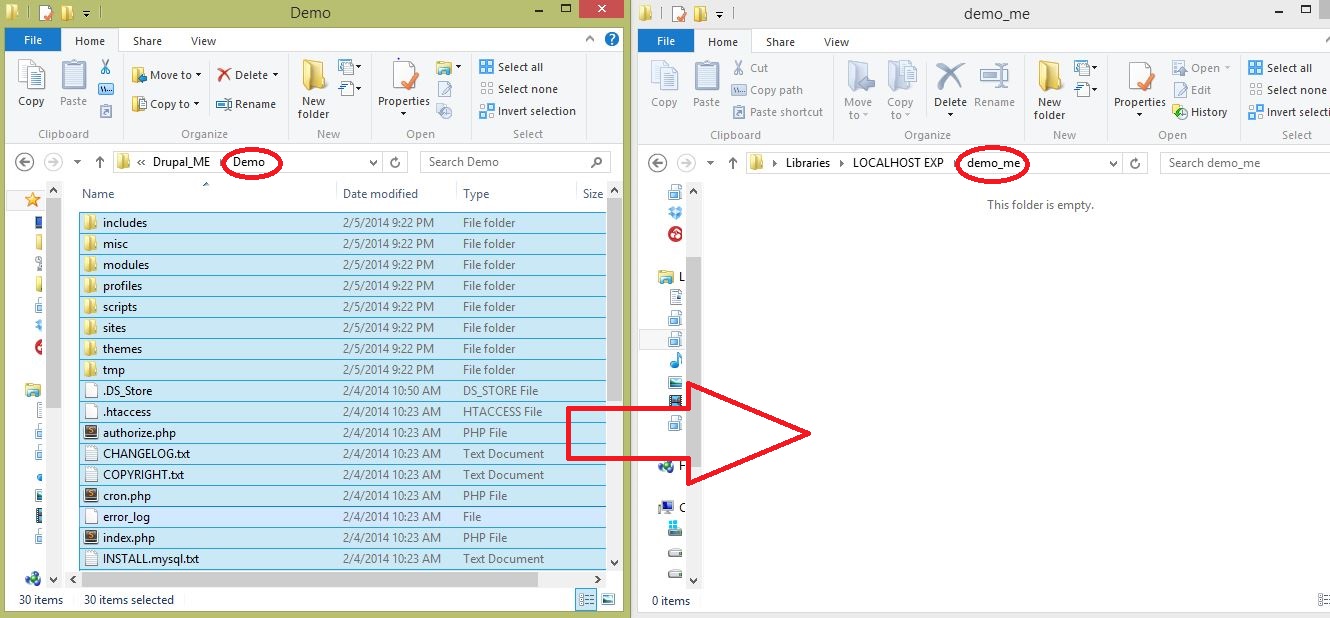 Demo
File Home Share View
Copy
Paste
Move to
Copy to
Delete
Rename
New folder
Properties
Select all
Select none
Invert selection
Clipboard Organize New Open Select
« Drupal_ME Demo
Search Demo
Name Date modified Type Size
includes 2/5/2014 9:22 PM File folder
misc 2/5/2014 9:22 PM File folder
modules 2/5/2014 9:22 PM File folder
profiles 2/5/2014 9:22 PM File folder
scripts 2/5/2014 9:22 PM File folder
sites 2/5/2014 9:22 PM File folder
themes 2/5/2014 9:22 PM File folder
tmp 2/5/2014 9:22 PM File folder
.DS_Store 2/4/2014 10:50 AM DS_STORE File
.htaccess 2/4/2014 10:23 AM HTACCESS File
authorize.php 2/4/2014 10:23 AM PHP File
CHANGELOG.txt 2/4/2014 10:23 AM Text Document
COPYRIGHT.txt 2/4/2014 10:23 AM Text Document
cron.php 2/4/2014 10:23 AM PHP File
error_log 2/4/2014 10:23 AM File
index.php 2/4/2014 10:23 AM PHP File
INSTALL.mysql.txt 2/4/2014 10:23 AM Text Document
30 items 30 items selected
demo_me
File Home Share View
Copy
Paste
Cut
Copy path
Paste shortcut
Move to
Copy to
Delete
Rename
New folder
Properties
Open
Edit
History
Select all
Select none
Invert selection
Clipboard Organize New Open Select
Libraries LOCALHOST EXP demo_me
Search demo_me
This folder is empty.
0 items